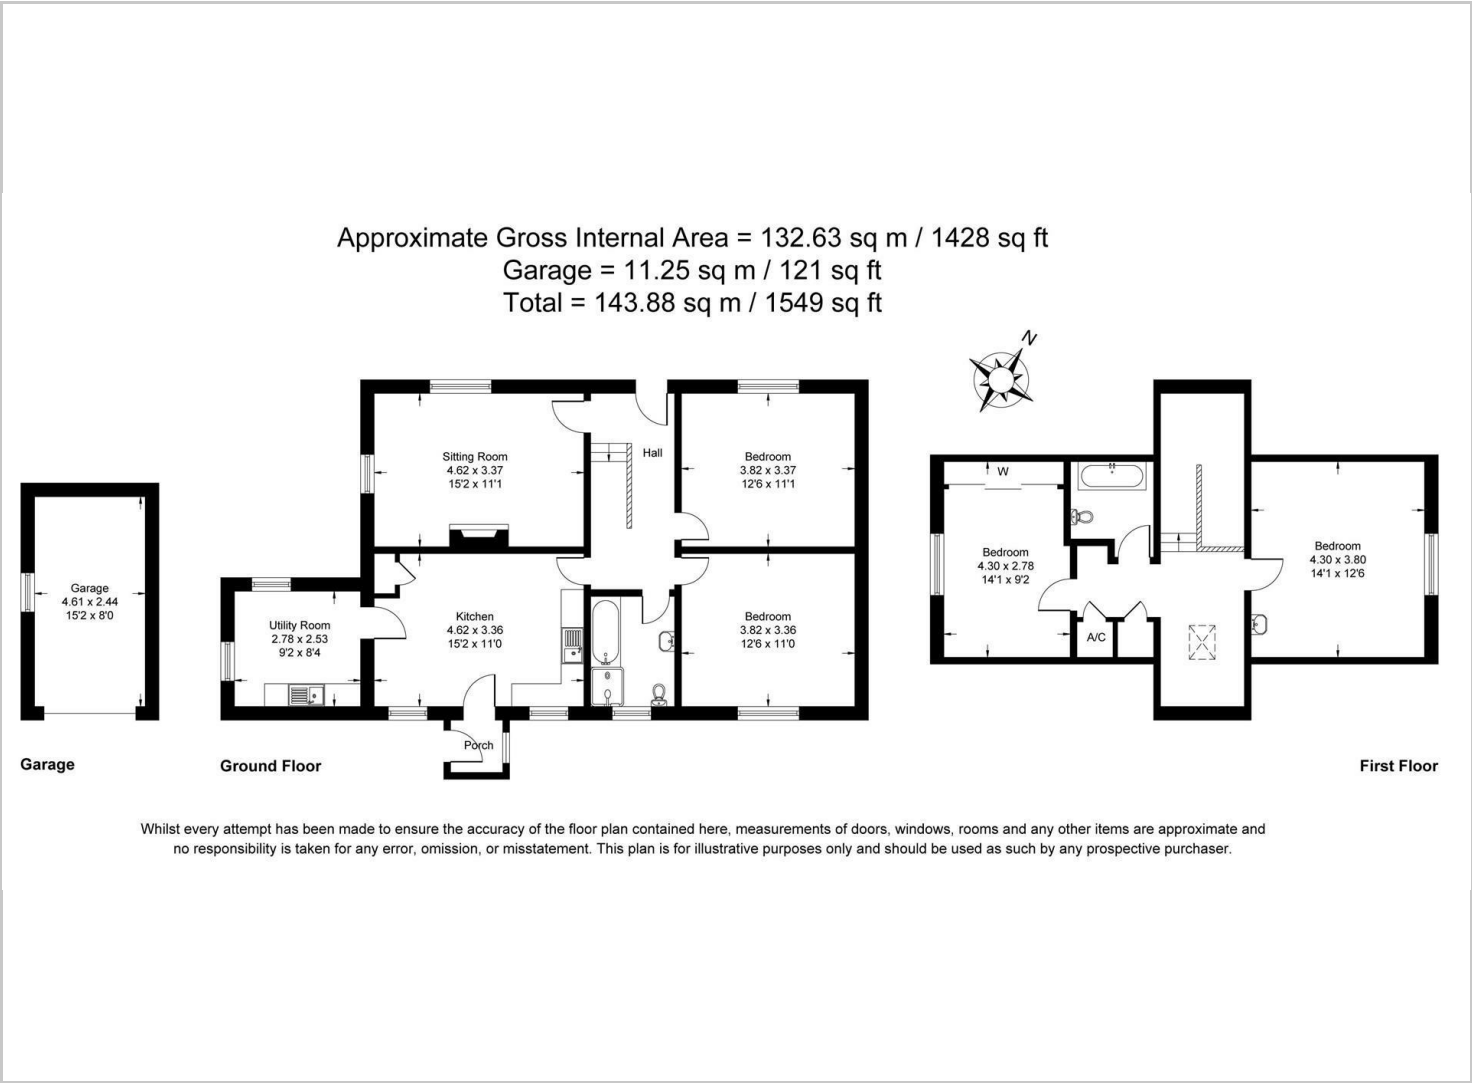 Approximate Gross Internal Area = 132.63 sq m / 1428 sq ft
Garage = 11.25 sq m / 121 sq ft
Total = 143.88 sq m / 1549 sq ft
N
Sitting Room
4.62 x 3.37
15'2 x 11'1
Hall
Bedroom
3.82 x 3.37
12'6 x 11'1
W
Bedroom
4.30 x 2.78
14'1 x 9'2
Bedroom
4.30 x 3.80
14'1 x 12'6
Garage
4.61 x 2.44
15'2 x 8'0
Utility Room
2.78 x 2.53
9'2 x 8'4
Kitchen
4.62 x 3.36
15'2 x 11'0
Bedroom
3.82 x 3.36
12'6 x 11'0
A/C
Porch
Garage
Ground Floor
First Floor
Whilst every attempt has been made to ensure the accuracy of the floor plan contained here, measurements of doors, windows, rooms and any other items are approximate and
no responsibility is taken for any error, omission, or misstatement. This plan is for illustrative purposes only and should be used as such by any prospective purchaser.